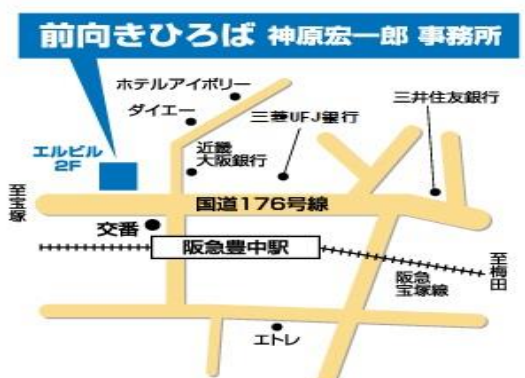 前向きひろば 神原宏一郎 事務所
ホテルアイボリー
ダイエー
三井住友銀行
三菱UFJ銀行
エルビル
2F
近畿
大阪銀行
至宝塚
国道176号線
交番
阪急豊中駅
至梅田
阪急
宝塚線
エトレ